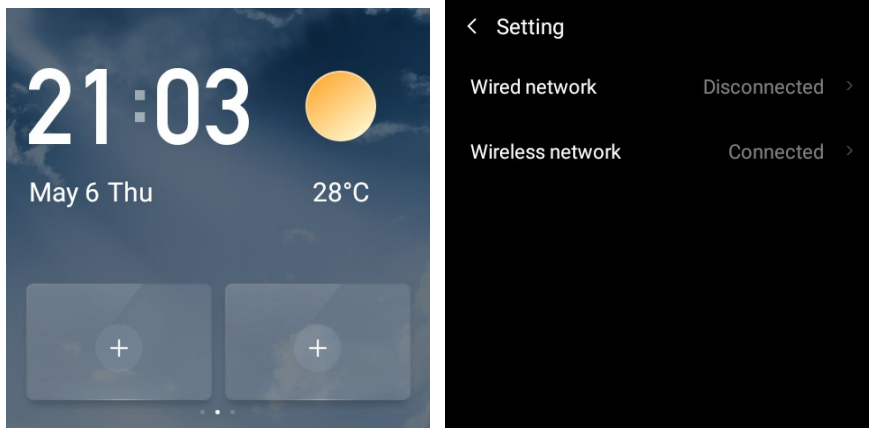 21:03
May 6 Thu
28°C
+
+
< Setting
Wired network Disconnected >
Wireless network Connected >